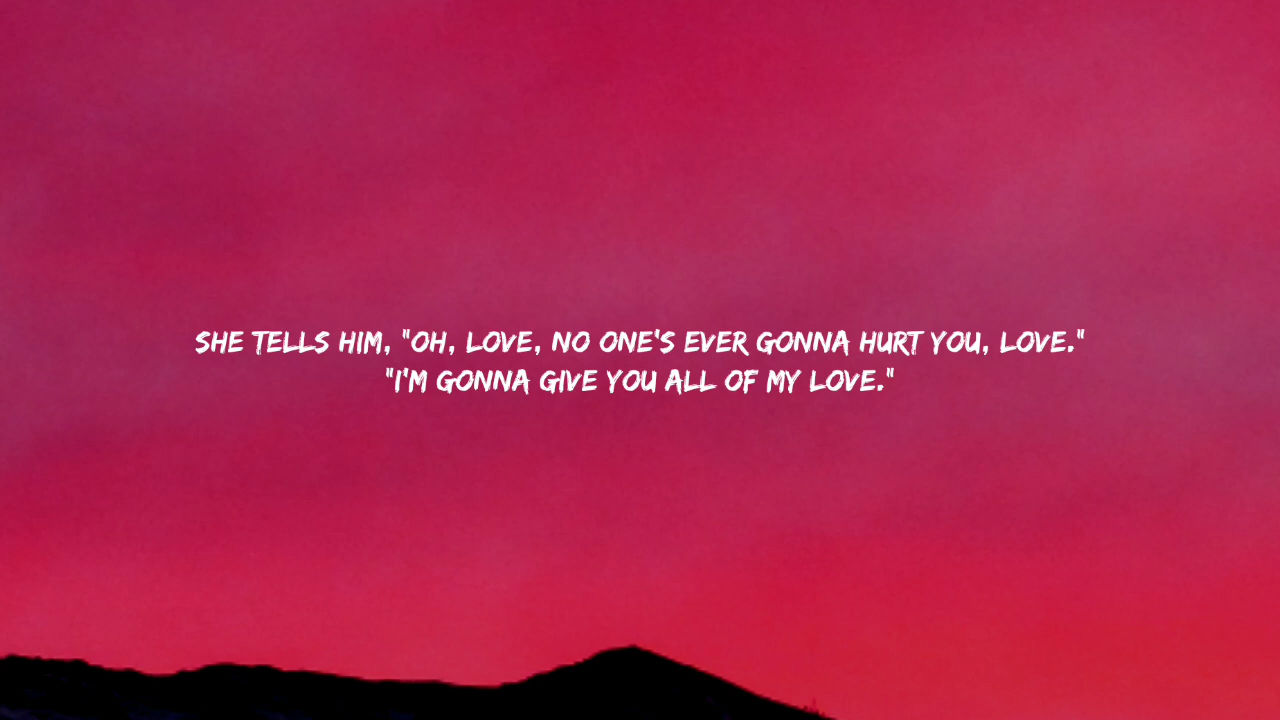 SHE TELLS HIM, "OH, LOVE, NO ONE'S EVER GONNA HURT YOU, LOVE."
"I'M GONNA GIVE YOU ALL OF MY LOVE."